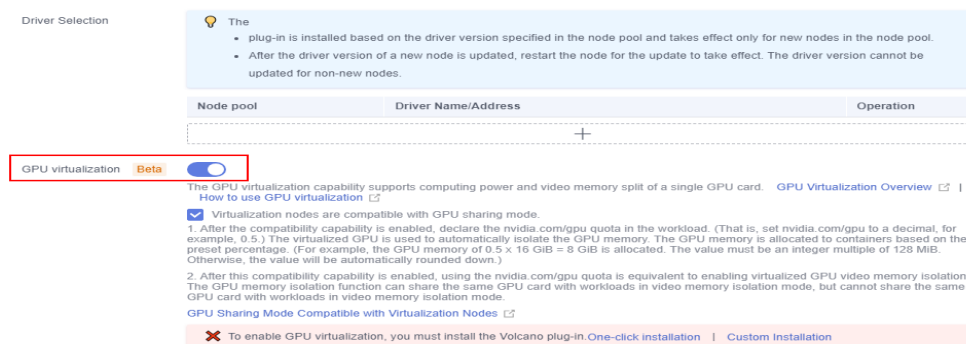 Driver Selection
The
• plug-in is installed based on the driver version specified in the node pool and takes effect only for new nodes in the node pool.
• After the driver version of a new node is updated, restart the node for the update to take effect. The driver version cannot be
updated for non-new nodes.
Node pool Driver Name/Address Operation
GPU virtualization Beta
The GPU virtualization capability supports computing power and video memory split of a single GPU card. GPU Virtualization Overview |
How to use GPU virtualization
Virtualization nodes are compatible with GPU sharing mode.
1. After the compatibility capability is enabled, declare the nvidia.com/gpu quota in the workload. (That is, set nvidia.com/gpu to a decimal, for
example, 0.5.) The virtualized GPU is used to automatically isolate the GPU memory. The GPU memory is allocated to containers based on the
preset percentage. (For example, the GPU memory of 0.5 x 16 GiB = 8 GiB is allocated. The value must be an integer multiple of 128 MiB.
Otherwise, the value will be automatically rounded down.)
2. After this compatibility capability is enabled, using the nvidia.com/gpu quota is equivalent to enabling virtualized GPU video memory isolation
The GPU memory isolation function can share the same GPU card with workloads in video memory isolation mode, but cannot share the same
GPU card with workloads in video memory isolation mode.
GPU Sharing Mode Compatible with Virtualization Nodes
To enable GPU virtualization, you must install the Volcano plug-in.One-click installation | Custom Installation